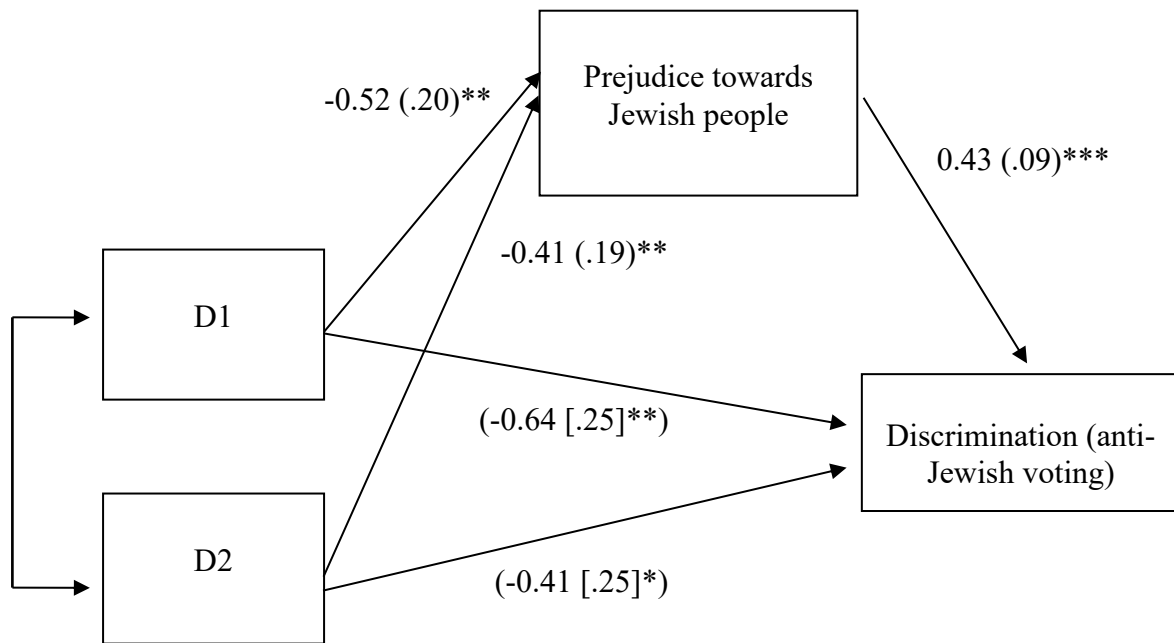 Prejudice towards
Jewish people
-0.52 (.20)**
0.43 (.09)***
-0.41 (.19)**
D1
(-0.64 [.25]**)
Discrimination (anti-
Jewish voting)
D2
(-0.41 [.25]*)